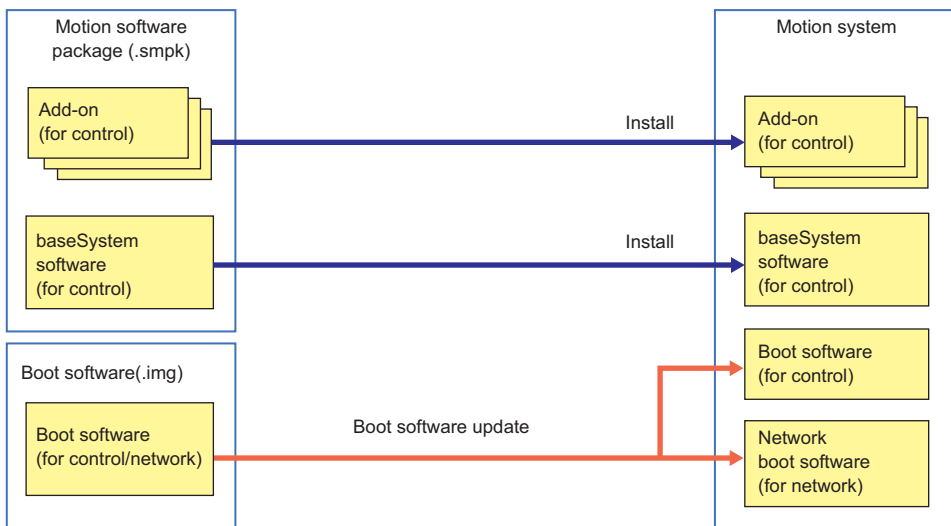 Motion software
package (.smpk)
Add-on
(for control)
baseSystem
software
(for control)
Boot software(.img)
Boot software
(for control/network)
Install
Install
Boot software update
Motion system
Add-on
(for control)
baseSystem
software
(for control)
Boot software
(for control)
Network
boot software
(for network)